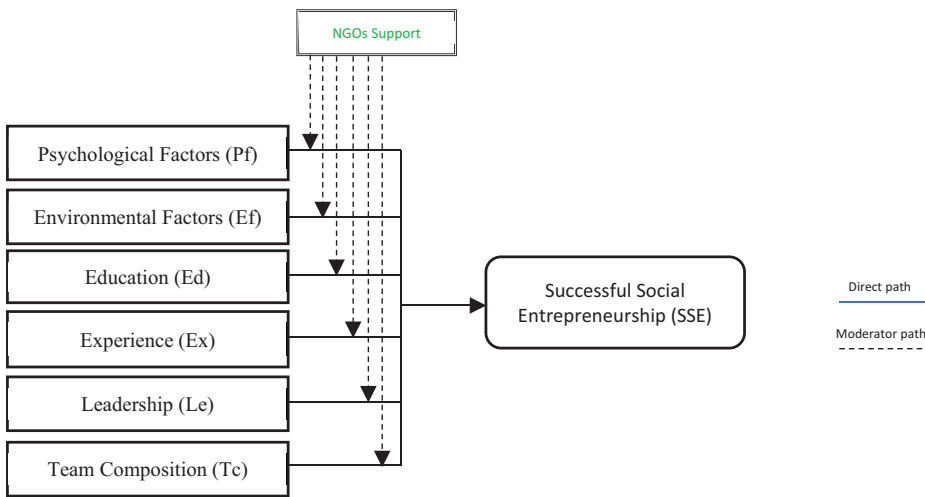 NGOs Support
Psychological Factors (Pf)
Environmental Factors (Ef)
Education (Ed)
Experience (Ex)
Leadership (Le)
Team Composition (Tc)
Successful Social
Entrepreneurship (SSE)
Direct path
Moderator path